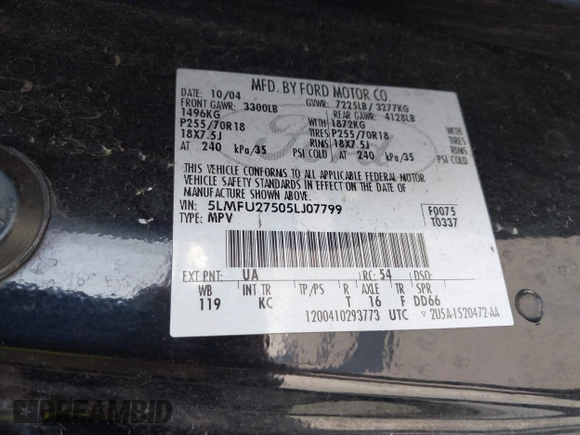 MFD. BY FORD MOTOR CO.
DATE: 10/04 GVWR: 7225LB / 3277KG
FRONT GAWR: 3300LB REAR GAWR: 4128LB
1496KG WITH 1872KG WITH
P255/70R18 TIRES P255/70R18 TIRES
18X7.5J RIMS 18X7.5J RIMS
AT 240 kPa/35 PSI COLD AT 240 kPa/35 PSI COLD
THIS VEHICLE CONFORMS TO ALL APPLICABLE FEDERAL MOTOR
VEHICLE SAFETY STANDARDS IN EFFECT ON THE DATE OF
MANUFACTURE SHOWN ABOVE.
VIN: 5LMFU27505LJ07799 F0075
TYPE: MPV T0337
EXT PNT: UA RC: 54 DSO:
WB INT TR TP/PS R AXLE TR SPR
119 KC T 16 F DD66
1200410293773 UTC ▽ 2U5A-1520472-AA
Ford
DREAMBID